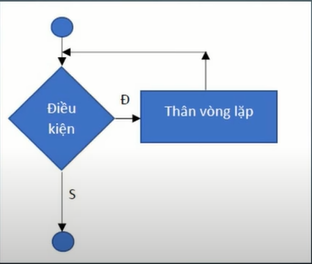 Điều
kiện
Đ
Thân vòng lặp
S